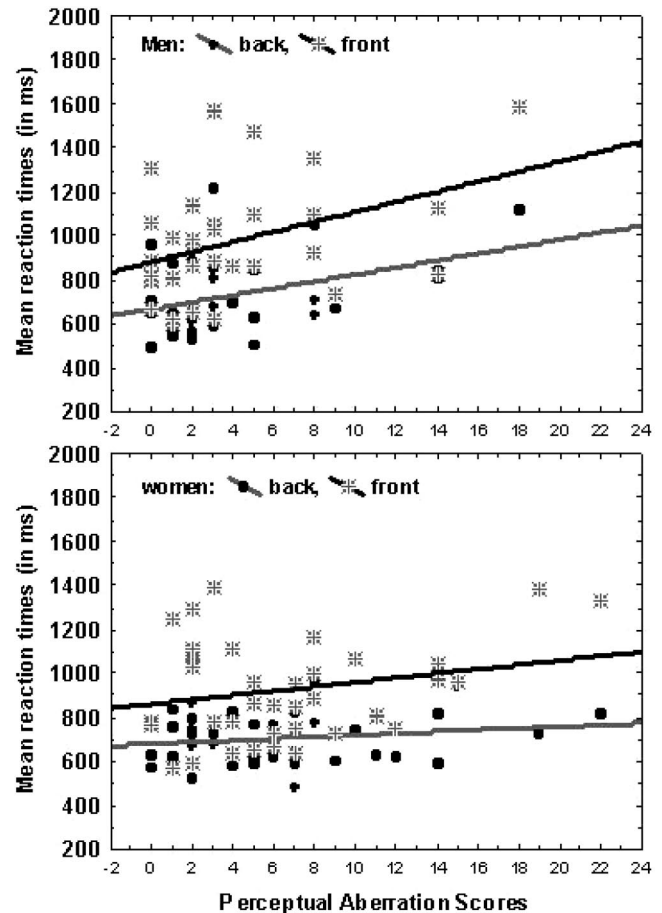 2000
1800
1600
1400
1200
1000
800
600
400
200
Mean reaction times (in ms)
Men: back, front
-2 0 2 4 6 8 10 12 14 16 18 20 22 24
2000
1800
1600
1400
1200
1000
800
600
400
200
Mean reaction times (in ms)
women: back, front
-2 0 2 4 6 8 10 12 14 16 18 20 22 24
Perceptual Aberration Scores